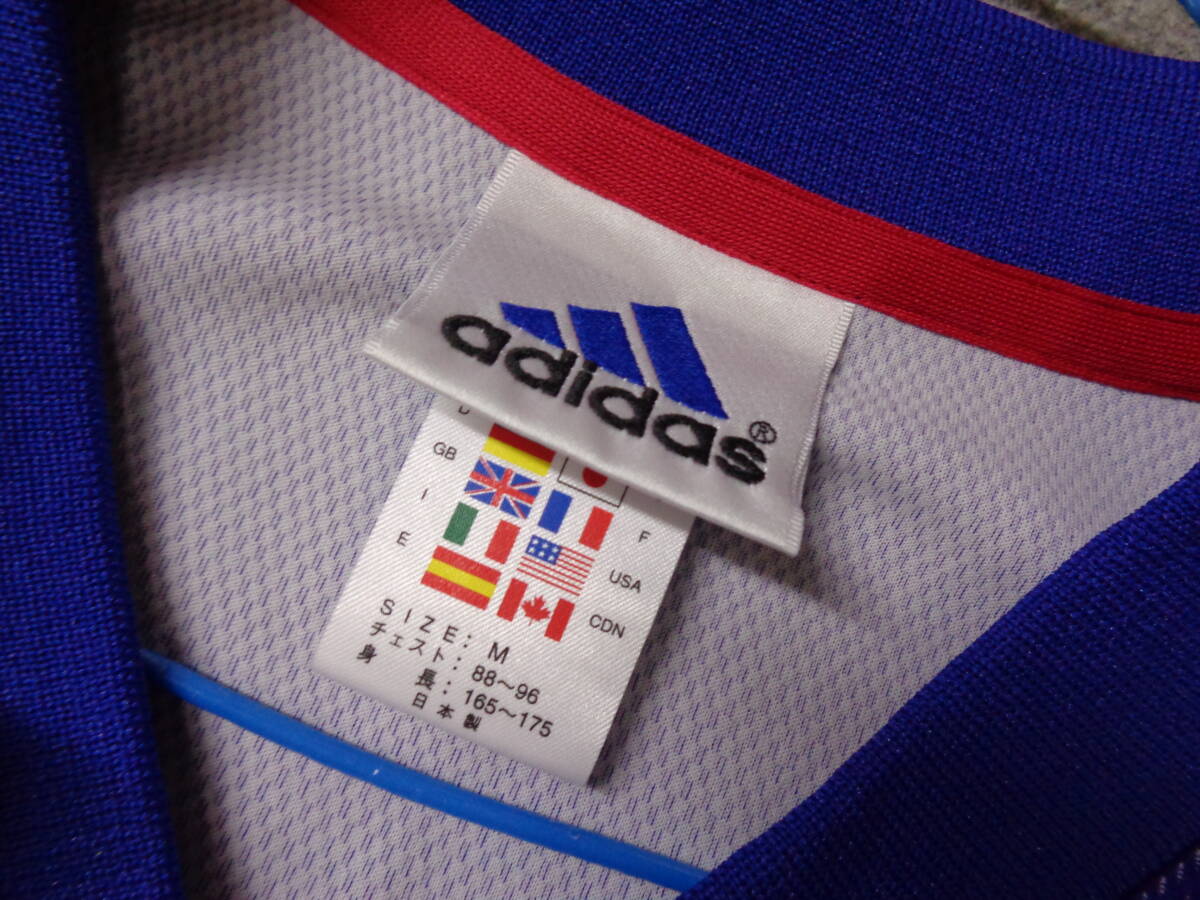 adidas®
D
GB
I F
E USA
CDN
SIZE: M
チェスト: 88～96
身長: 165～175
日本製